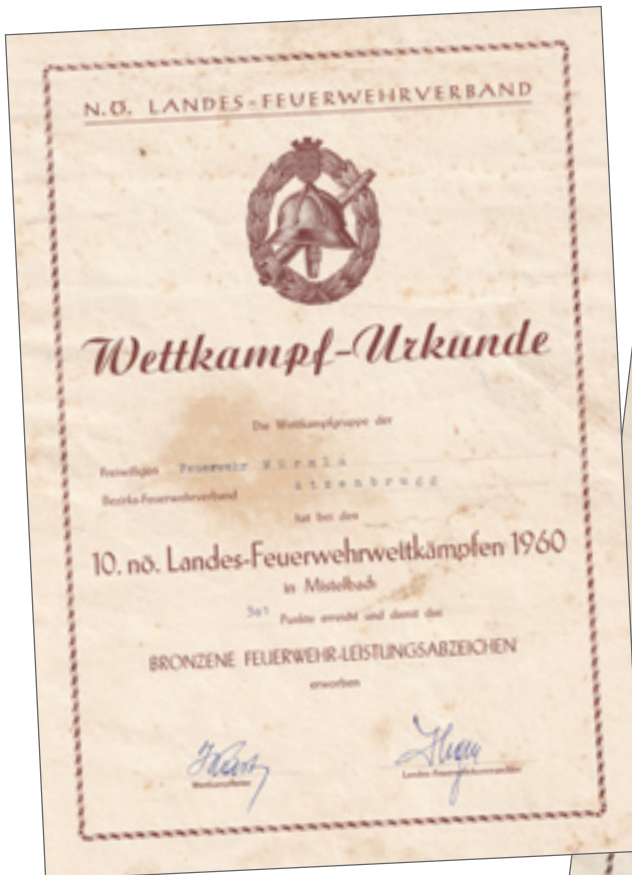 N.Ö. LANDES-FEUERWEHRVERBAND
Wettkampf-Urkunde
Die Wettkampfgruppe der
Freiwilligen Feuerwehr Würmla
Bezirks-Feuerwehrverband Atzenbrugg
hat bei den
10. nö. Landes-Feuerwehrwettkämpfen 1960
in Mistelbach
Punkte erreicht und damit das
BRONZENE FEUERWEHR-LEISTUNGSABZEICHEN
erworben
Wettkampfleiter